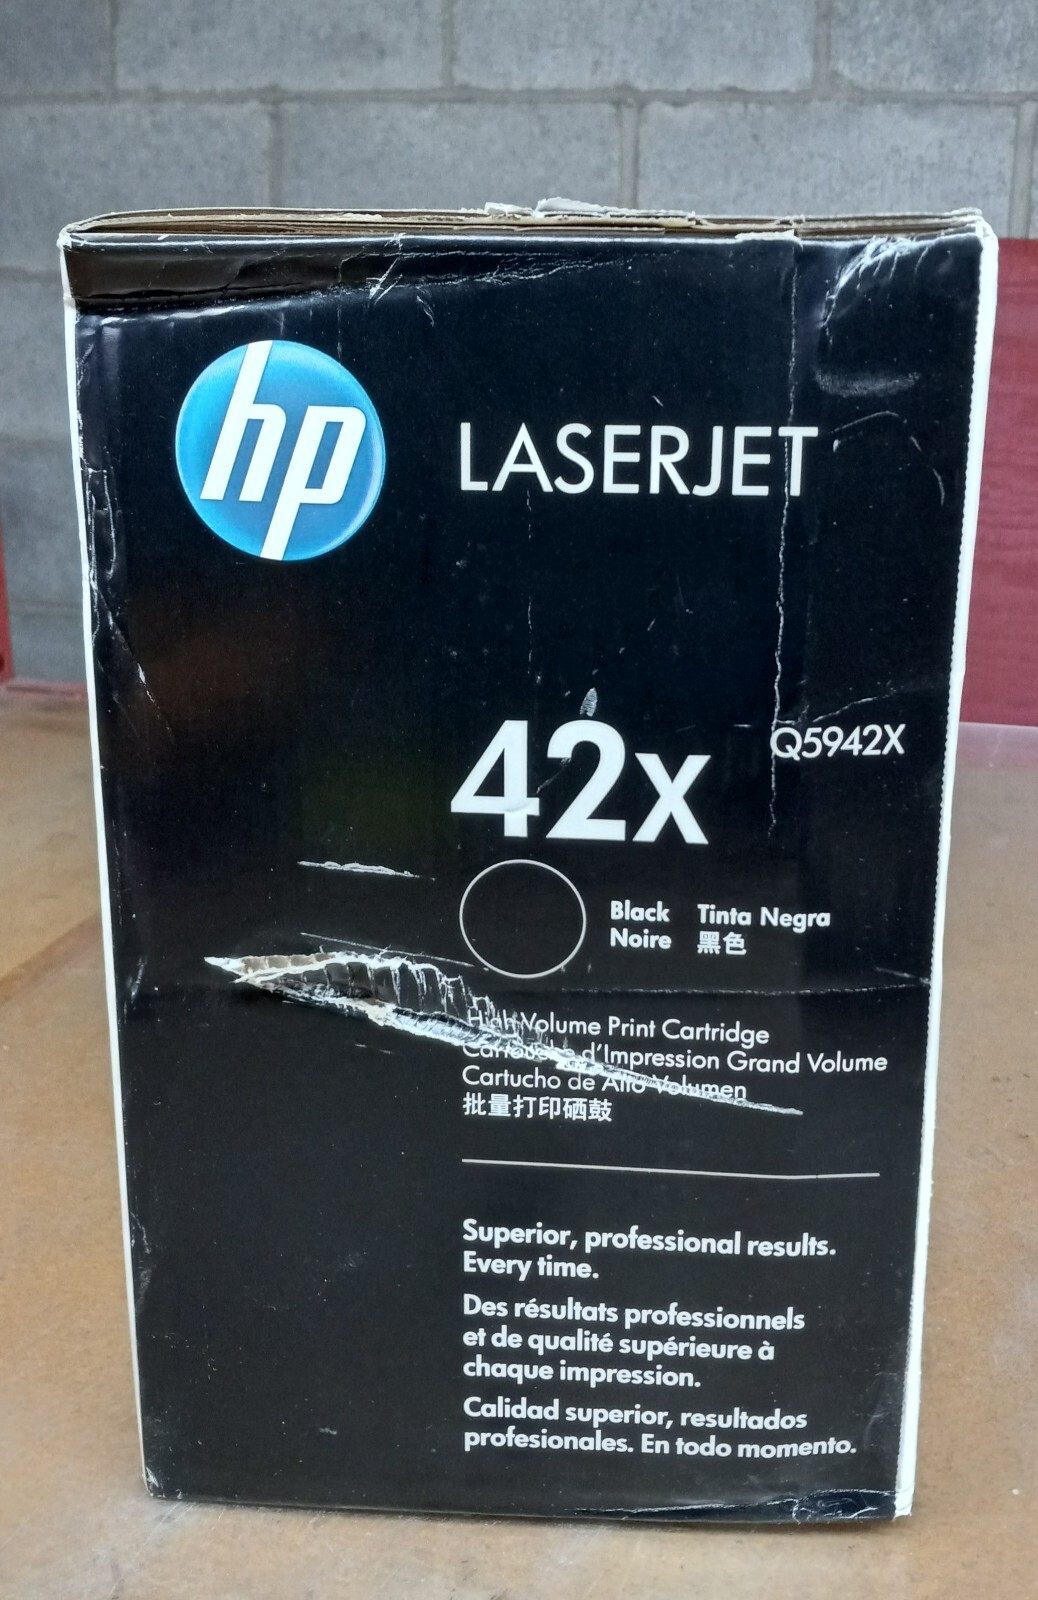 hp
LASERJET
42x
Q5942X
Black Tinta Negra
Noire 黑色
High Volume Print Cartridge
Cartouche d'Impression Grand Volume
Cartucho de Alto Volumen
批量打印硒鼓
Superior, professional results.
Every time.
Des résultats professionnels
et de qualité supérieure à
chaque impression.
Calidad superior, resultados
profesionales. En todo momento.